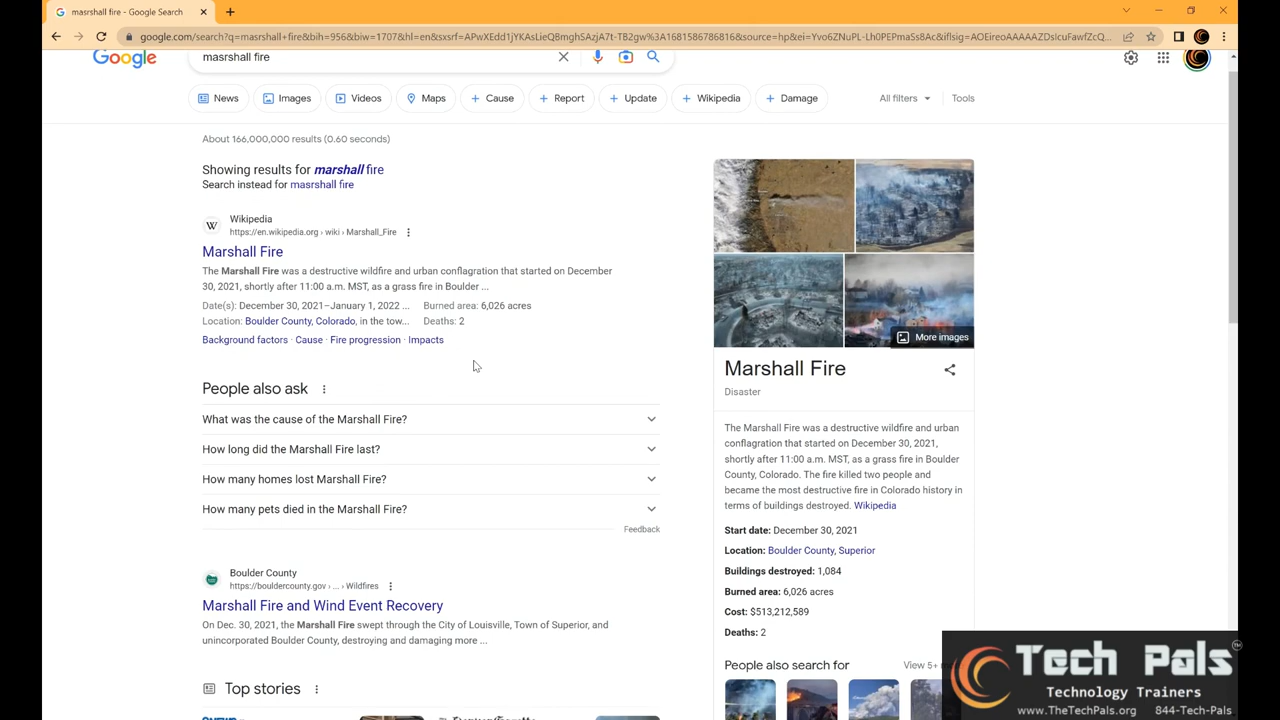 masrshall fire - Google Search
google.com/search?q=masrshall+fire&bih=956&biw=1707&hl=en&sxsrf=APwXEdd1jYKAsLieQBmghSAzjA7t-TB2gw%3A1681586786816&source=hp&ei=Yvo6ZNuPL-Lh0PEPmaSs8Ac&iflsig=AOEireoAAAAAZDsIcuFawfZcQ...
Google
masrshall fire
News
Images
Videos
Maps
+ Cause
+ Report
+ Update
+ Wikipedia
+ Damage
All filters
Tools
About 166,000,000 results (0.60 seconds)
Showing results for marshall fire
Search instead for masrshall fire
W
Wikipedia
https://en.wikipedia.org › wiki › Marshall_Fire
Marshall Fire
The Marshall Fire was a destructive wildfire and urban conflagration that started on December
30, 2021, shortly after 11:00 a.m. MST, as a grass fire in Boulder ...
Date(s): December 30, 2021–January 1, 2022 ... Burned area: 6,026 acres
Location: Boulder County, Colorado, in the tow... Deaths: 2
Background factors · Cause · Fire progression · Impacts
People also ask
What was the cause of the Marshall Fire?
How long did the Marshall Fire last?
How many homes lost Marshall Fire?
How many pets died in the Marshall Fire?
Feedback
Boulder County
https://bouldercounty.gov › ... › Wildfires
Marshall Fire and Wind Event Recovery
On Dec. 30, 2021, the Marshall Fire swept through the City of Louisville, Town of Superior, and
unincorporated Boulder County, destroying and damaging more ...
Top stories
More images
Marshall Fire
Disaster
The Marshall Fire was a destructive wildfire and urban
conflagration that started on December 30, 2021,
shortly after 11:00 a.m. MST, as a grass fire in Boulder
County, Colorado. The fire killed two people and
became the most destructive fire in Colorado history in
terms of buildings destroyed. Wikipedia
Start date: December 30, 2021
Location: Boulder County, Superior
Buildings destroyed: 1,084
Burned area: 6,026 acres
Cost: $513,212,589
Deaths: 2
People also search for
View 5+
Tech Pals™
Technology Trainers
www.TheTechPals.org 844-Tech-Pals